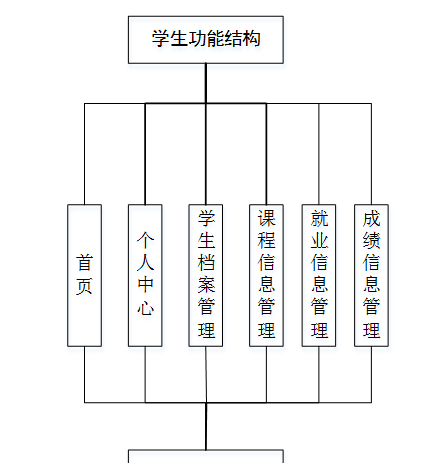 学生功能结构
首页
个人中心
学生档案管理
课程信息管理
就业信息管理
成绩信息管理